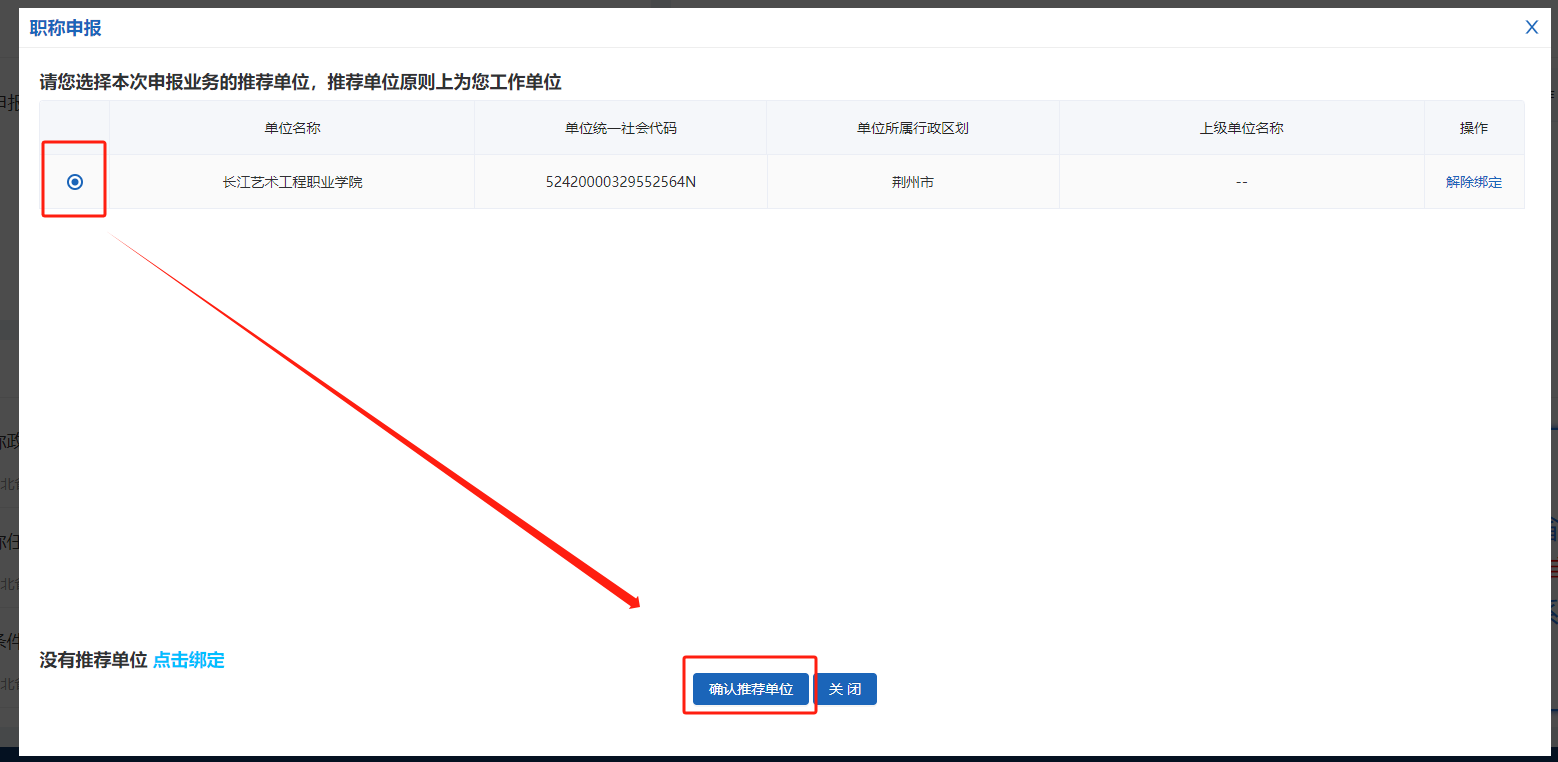 职称申报
X
请您选择本次申报业务的推荐单位，推荐单位原则上为您工作单位
单位名称 单位统一社会代码 单位所属行政区划 上级单位名称 操作
长江艺术工程职业学院 52420000329552564N 荆州市 -- 解除绑定
没有推荐单位 点击绑定
确认推荐单位 关 闭